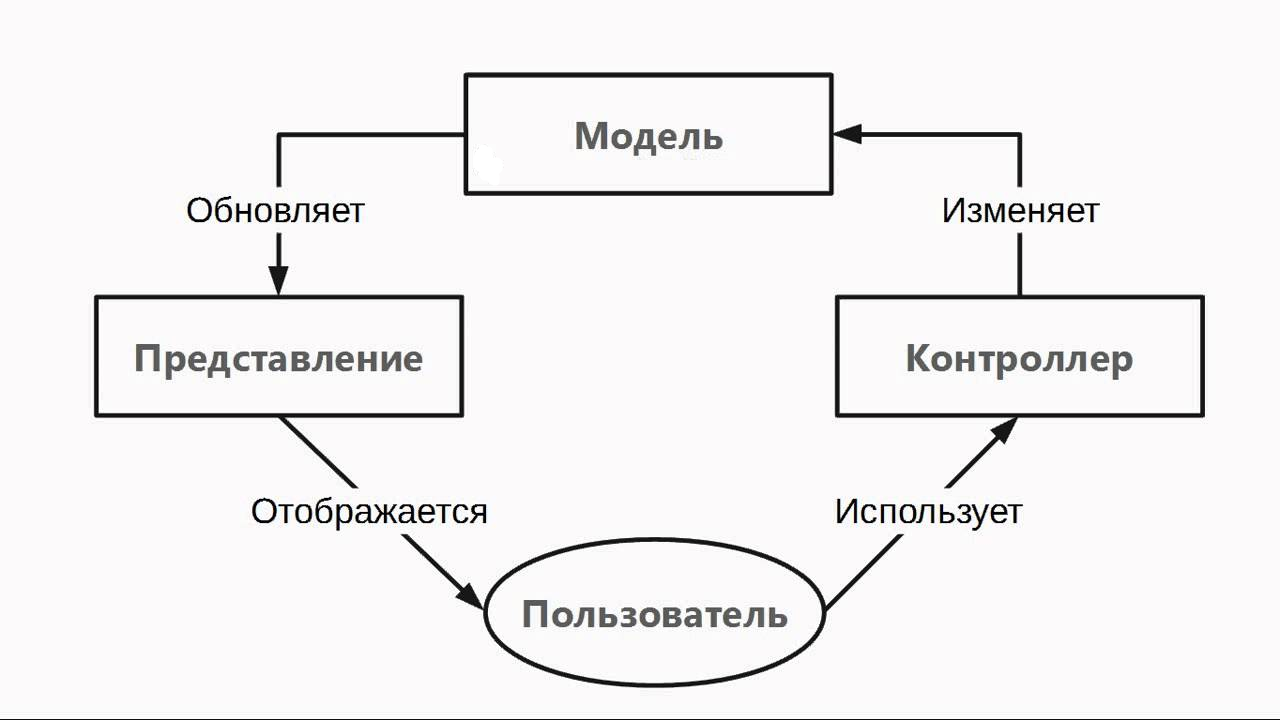 Модель
Обновляет
Изменяет
Представление
Контроллер
Отображается
Использует
Пользователь